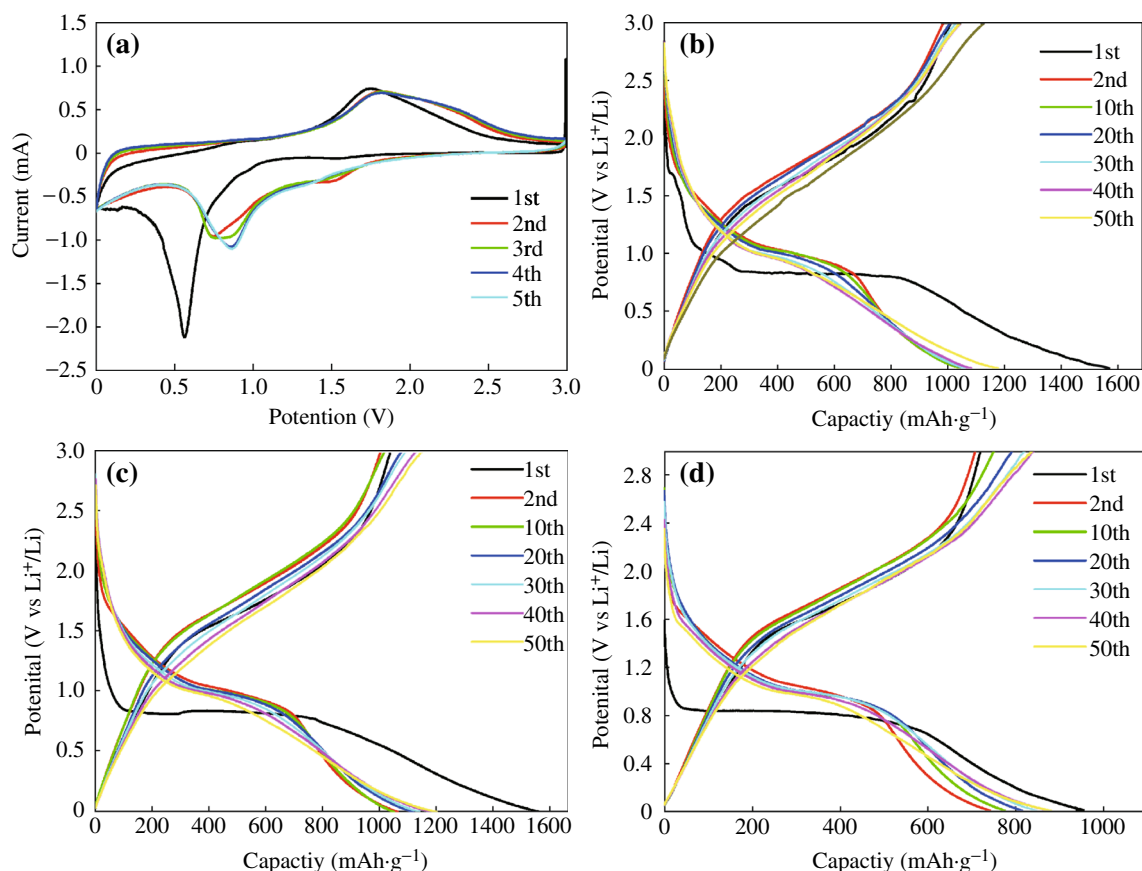 (a)
1.5
1.0
0.5
0
−0.5
−1.0
−1.5
−2.0
−2.5
Current (mA)
0 0.5 1.0 1.5 2.0 2.5 3.0
Potention (V)
1st
2nd
3rd
4th
5th
(b)
3.0
2.5
2.0
1.5
1.0
0.5
0
Potenital (V vs Li⁺/Li)
0 200 400 600 800 1000 1200 1400 1600
Capactiy (mAh·g⁻¹)
1st
2nd
10th
20th
30th
40th
50th
(c)
3.0
2.5
2.0
1.5
1.0
0.5
0
Potenital (V vs Li⁺/Li)
0 200 400 600 800 1000 1200 1400 1600
Capactiy (mAh·g⁻¹)
1st
2nd
10th
20th
30th
40th
50th
(d)
2.8
2.4
2.0
1.6
1.2
0.8
0.4
0
Potenital (V vs Li⁺/Li)
0 200 400 600 800 1000
Capactiy (mAh·g⁻¹)
1st
2nd
10th
20th
30th
40th
50th